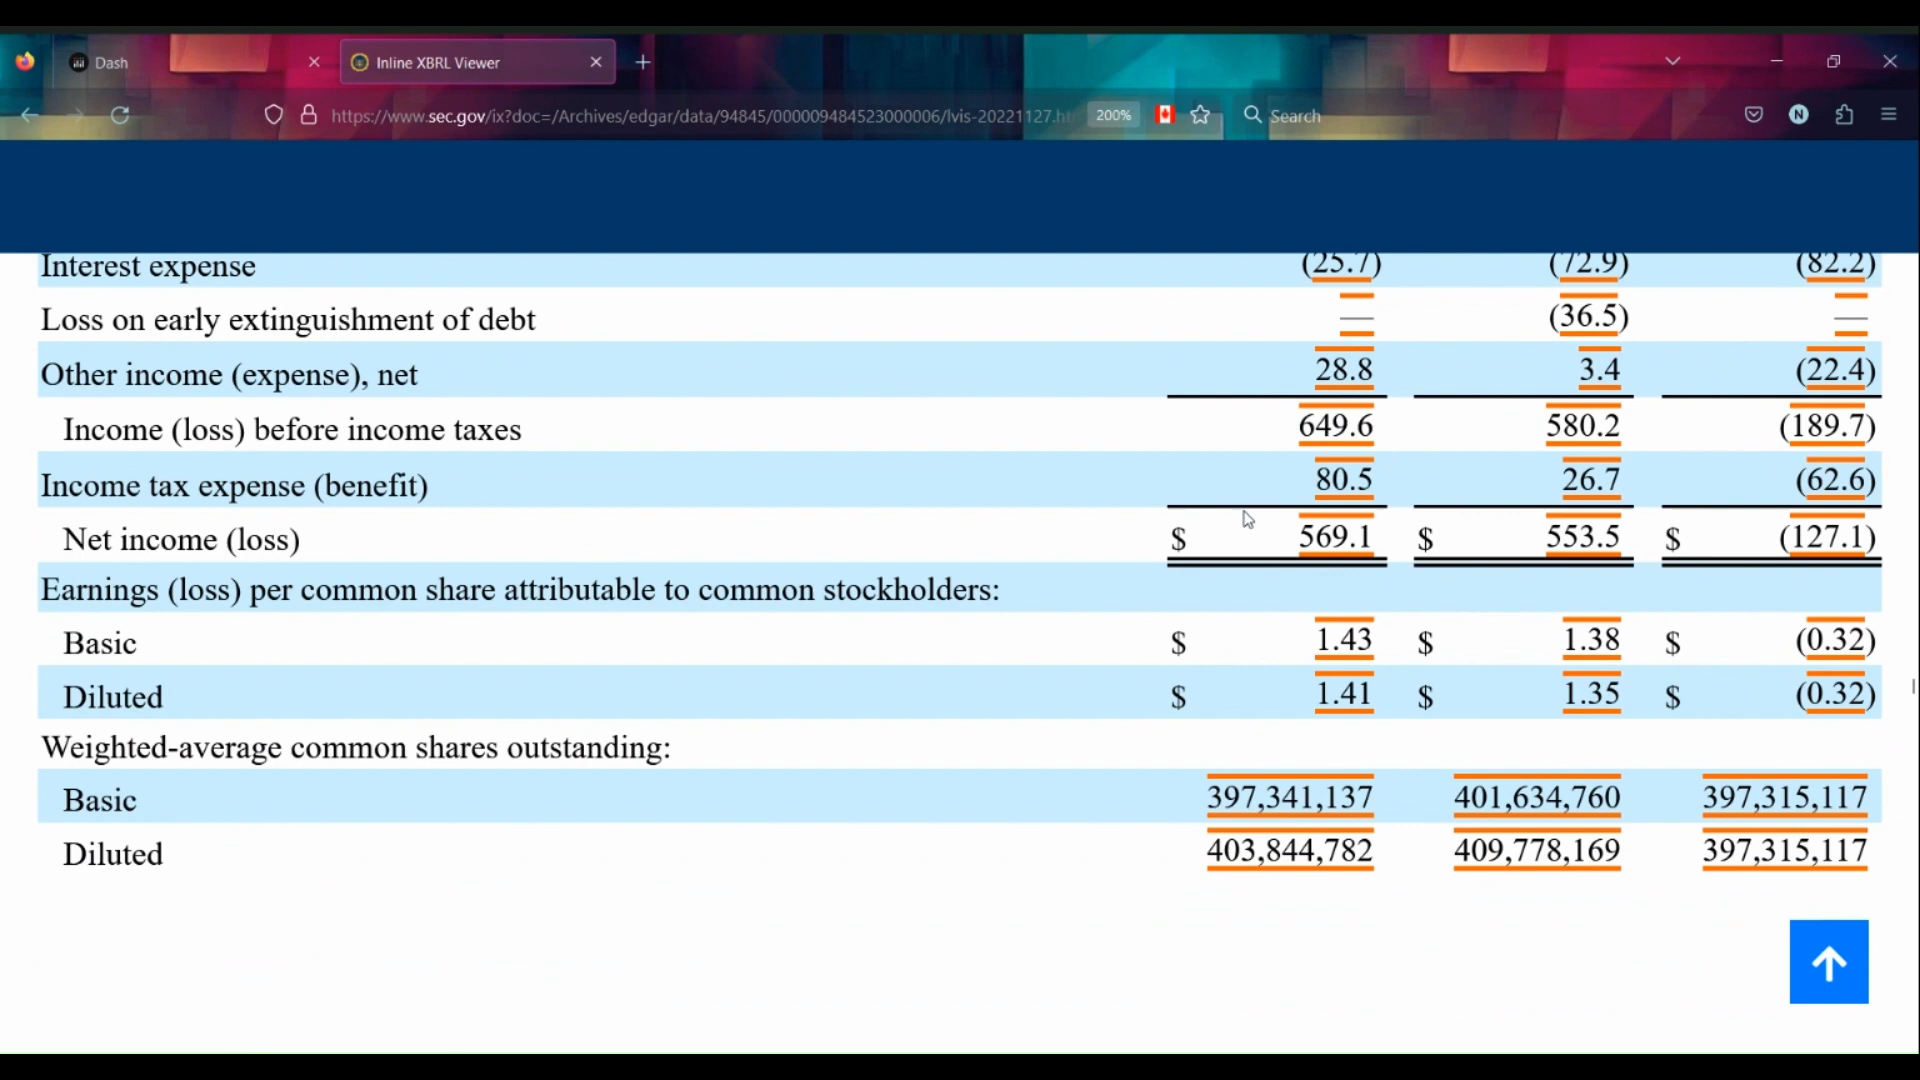 Dash
Inline XBRL Viewer
https://www.sec.gov/ix?doc=/Archives/edgar/data/94845/000009484523000006/lvis-20221127.ht
200%
Search
N
Interest expense (25.7) (72.9) (82.2)
Loss on early extinguishment of debt — (36.5) —
Other income (expense), net 28.8 3.4 (22.4)
Income (loss) before income taxes 649.6 580.2 (189.7)
Income tax expense (benefit) 80.5 26.7 (62.6)
Net income (loss) $ 569.1 $ 553.5 $ (127.1)
Earnings (loss) per common share attributable to common stockholders:
Basic $ 1.43 $ 1.38 $ (0.32)
Diluted $ 1.41 $ 1.35 $ (0.32)
Weighted-average common shares outstanding:
Basic 397,341,137 401,634,760 397,315,117
Diluted 403,844,782 409,778,169 397,315,117